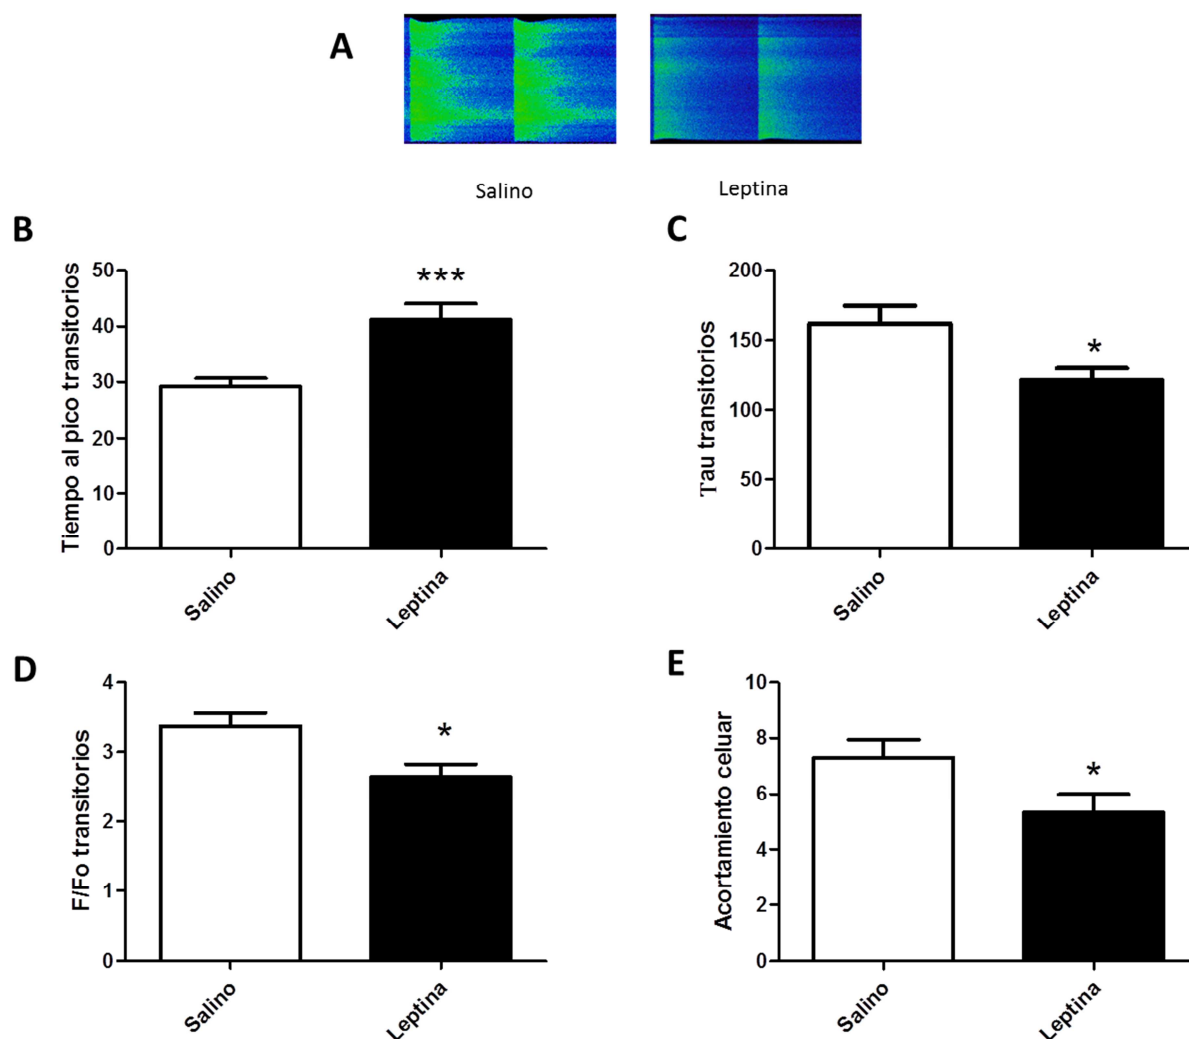 A
Salino
Leptina
B
Tiempo al pico transitorios
50
40
30
20
10
0
***
Salino
Leptina
C
Tau transitorios
200
150
100
50
0
*
Salino
Leptina
D
F/Fo transitorios
4
3
2
1
0
*
Salino
Leptina
E
Acortamiento celuar
10
8
6
4
2
0
*
Salino
Leptina